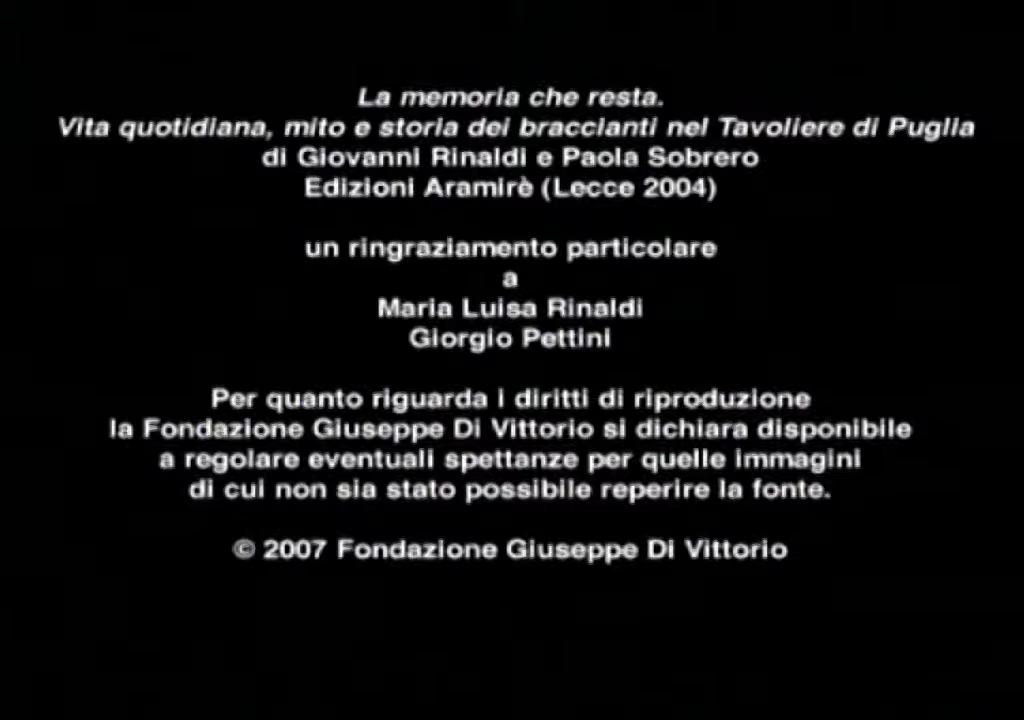 La memoria che resta.
Vita quotidiana, mito e storia dei braccianti nel Tavoliere di Puglia
di Giovanni Rinaldi e Paola Sobrero
Edizioni Aramirè (Lecce 2004)
un ringraziamento particolare
a
Maria Luisa Rinaldi
Giorgio Pettini
Per quanto riguarda i diritti di riproduzione
la Fondazione Giuseppe Di Vittorio si dichiara disponibile
a regolare eventuali spettanze per quelle immagini
di cui non sia stato possibile reperire la fonte.
© 2007 Fondazione Giuseppe Di Vittorio